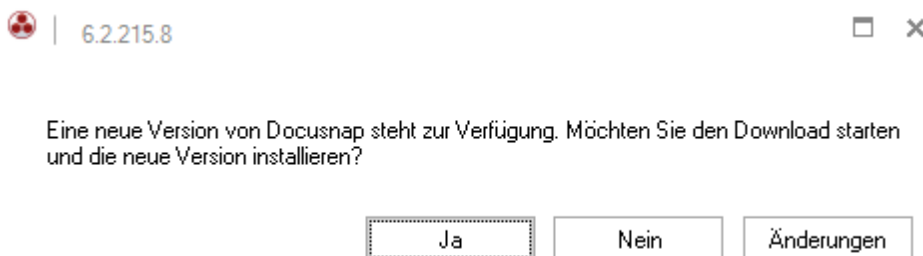 6.2.215.8
Eine neue Version von Docusnap steht zur Verfügung. Möchten Sie den Download starten
und die neue Version installieren?
Ja Nein Änderungen